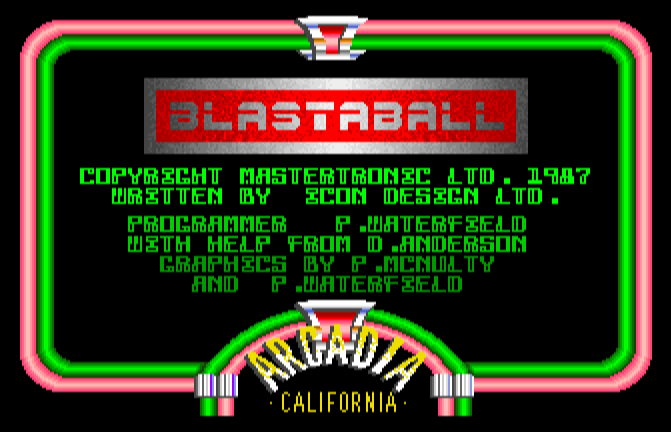 BLASTABALL
COPYRIGHT MASTERTRONIC LTD. 1987
WRITTEN BY ICON DESIGN LTD.
PROGRAMMER P.WATERFIELD
WITH HELP FROM D.ANDERSON
GRAPHICS BY P.MCNULTY
AND P.WATERFIELD
ARCADIA
·CALIFORNIA·